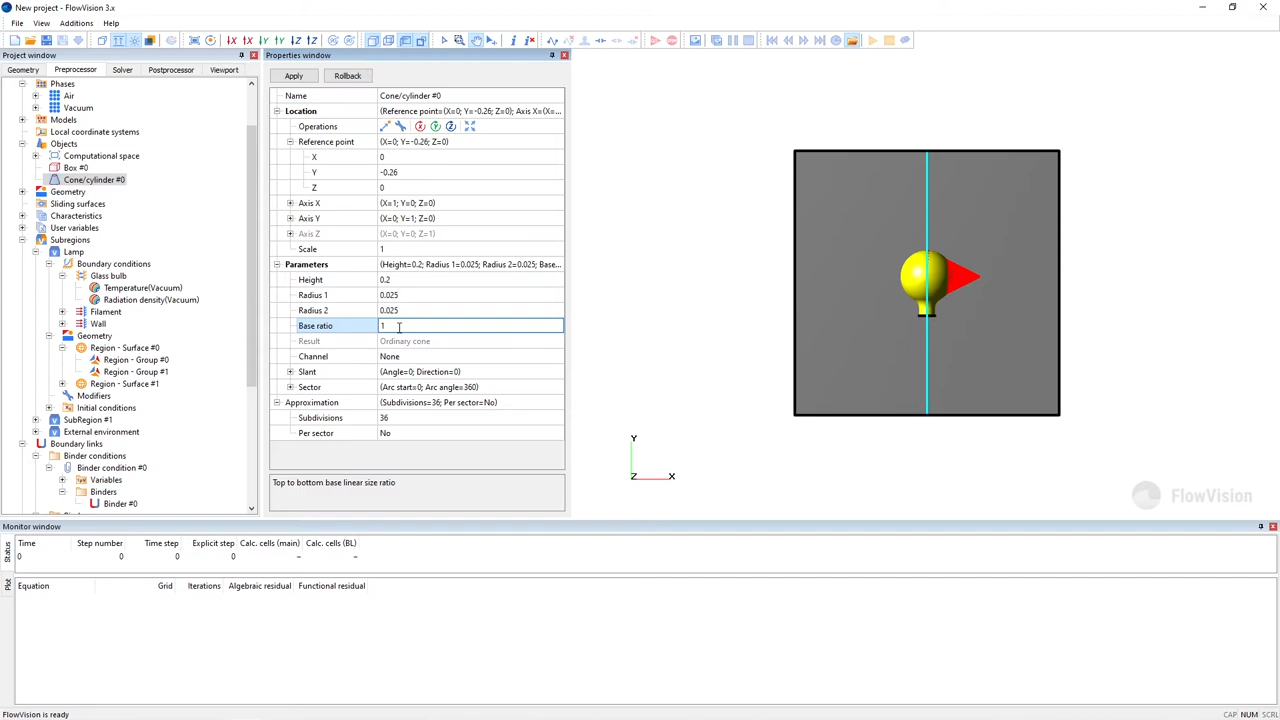 New project - FlowVision 3.x
File View Additions Help
Project window
Properties window
Geometry Preprocessor Solver Postprocessor Viewport
Apply Rollback
Phases
Air
Vacuum
Models
Local coordinate systems
Objects
Computational space
Box #0
Cone/cylinder #0
Geometry
Sliding surfaces
Characteristics
User variables
Subregions
Lamp
Boundary conditions
Glass bulb
Temperature(Vacuum)
Radiation density(Vacuum)
Filament
Wall
Geometry
Region - Surface #0
Region - Group #0
Region - Group #1
Region - Surface #1
Modifiers
Initial conditions
SubRegion #1
External environment
Boundary links
Binder conditions
Binder condition #0
Variables
Binders
Binder #0
Name Cone/cylinder #0
Location (Reference point=(X=0; Y=-0.26; Z=0); Axis X=(X=...
Operations
Reference point (X=0; Y=-0.26; Z=0)
X 0
Y -0.26
Z 0
Axis X (X=1; Y=0; Z=0)
Axis Y (X=0; Y=1; Z=0)
Axis Z (X=0; Y=0; Z=1)
Scale 1
Parameters (Height=0.2; Radius 1=0.025; Radius 2=0.025; Base...
Height 0.2
Radius 1 0.025
Radius 2 0.025
Base ratio 1
Result Ordinary cone
Channel None
Slant (Angle=0; Direction=0)
Sector (Arc start=0; Arc angle=360)
Approximation (Subdivisions=36; Per sector=No)
Subdivisions 36
Per sector No
Top to bottom base linear size ratio
Y
Z X
FlowVision
Monitor window
Status
Plot
Time Step number Time step Explicit step Calc. cells (main) Calc. cells (BL)
0 0 0 0 – –
Equation Grid Iterations Algebraic residual Functional residual
FlowVision is ready
CAP NUM SCRL